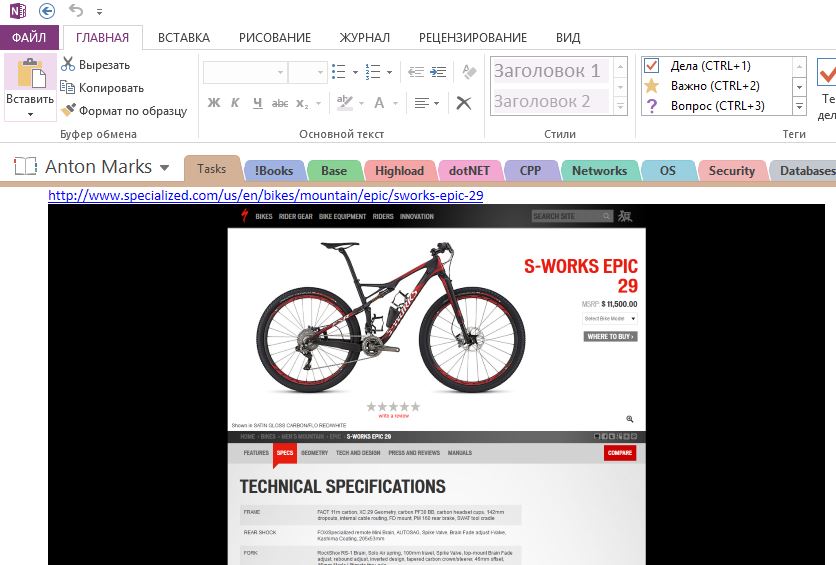 ФАЙЛ ГЛАВНАЯ ВСТАВКА РИСОВАНИЕ ЖУРНАЛ РЕЦЕНЗИРОВАНИЕ ВИД
Вставить
Вырезать
Копировать
Формат по образцу
Буфер обмена
Ж К Ч abc x₂ aby A
Основной текст
Заголовок 1
Заголовок 2
Стили
Дела (CTRL+1)
Важно (CTRL+2)
Вопрос (CTRL+3)
Теги
Anton Marks Tasks !Books Base Highload dotNET CPP Networks OS Security Databases
http://www.specialized.com/us/en/bikes/mountain/epic/sworks-epic-29
BIKES RIDER GEAR BIKE EQUIPMENT RIDERS INNOVATION SEARCH SITE
S-WORKS EPIC
29
MSRP: $ 11,500.00
Select Bike Model
WHERE TO BUY ›
S-WORKS
Write a review
Shown in SATIN GLOSS CARBON/FLO RED/WHITE
HOME › BIKES › MEN'S MOUNTAIN › EPIC › S-WORKS EPIC 29
FEATURES SPECS GEOMETRY TECH AND DESIGN PRESS AND REVIEWS MANUALS COMPARE
TECHNICAL SPECIFICATIONS
FRAME FACT 11m carbon, XC 29 Geometry carbon PF30 BB, carbon headset cups, 142mm
dropouts, internal cable routing, FD mount, PM 160 rear brake, SWAT tool cradle
REAR SHOCK FOX/Specialized remote Mini Brain, AUTOSAG, Spike Valve, Brain Fade adjust
Kashima Coating,
FORK RockShox RS-1 Brain, Solo Air spring, 100mm travel, Spike Valve, top-mount Brain Fade
adjust, rebound adjust, inverted design, tapered carbon crown/steerer, 46mm offset,